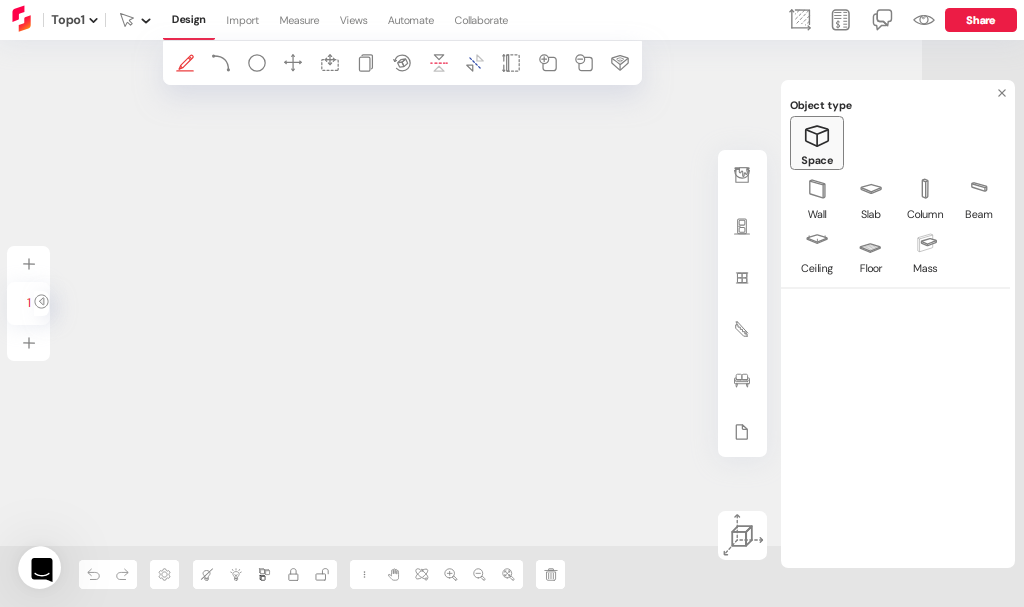 Topo1
Design
Import
Measure
Views
Automate
Collaborate
Share
Object type
Space
Wall
Slab
Column
Beam
Ceiling
Floor
Mass
1